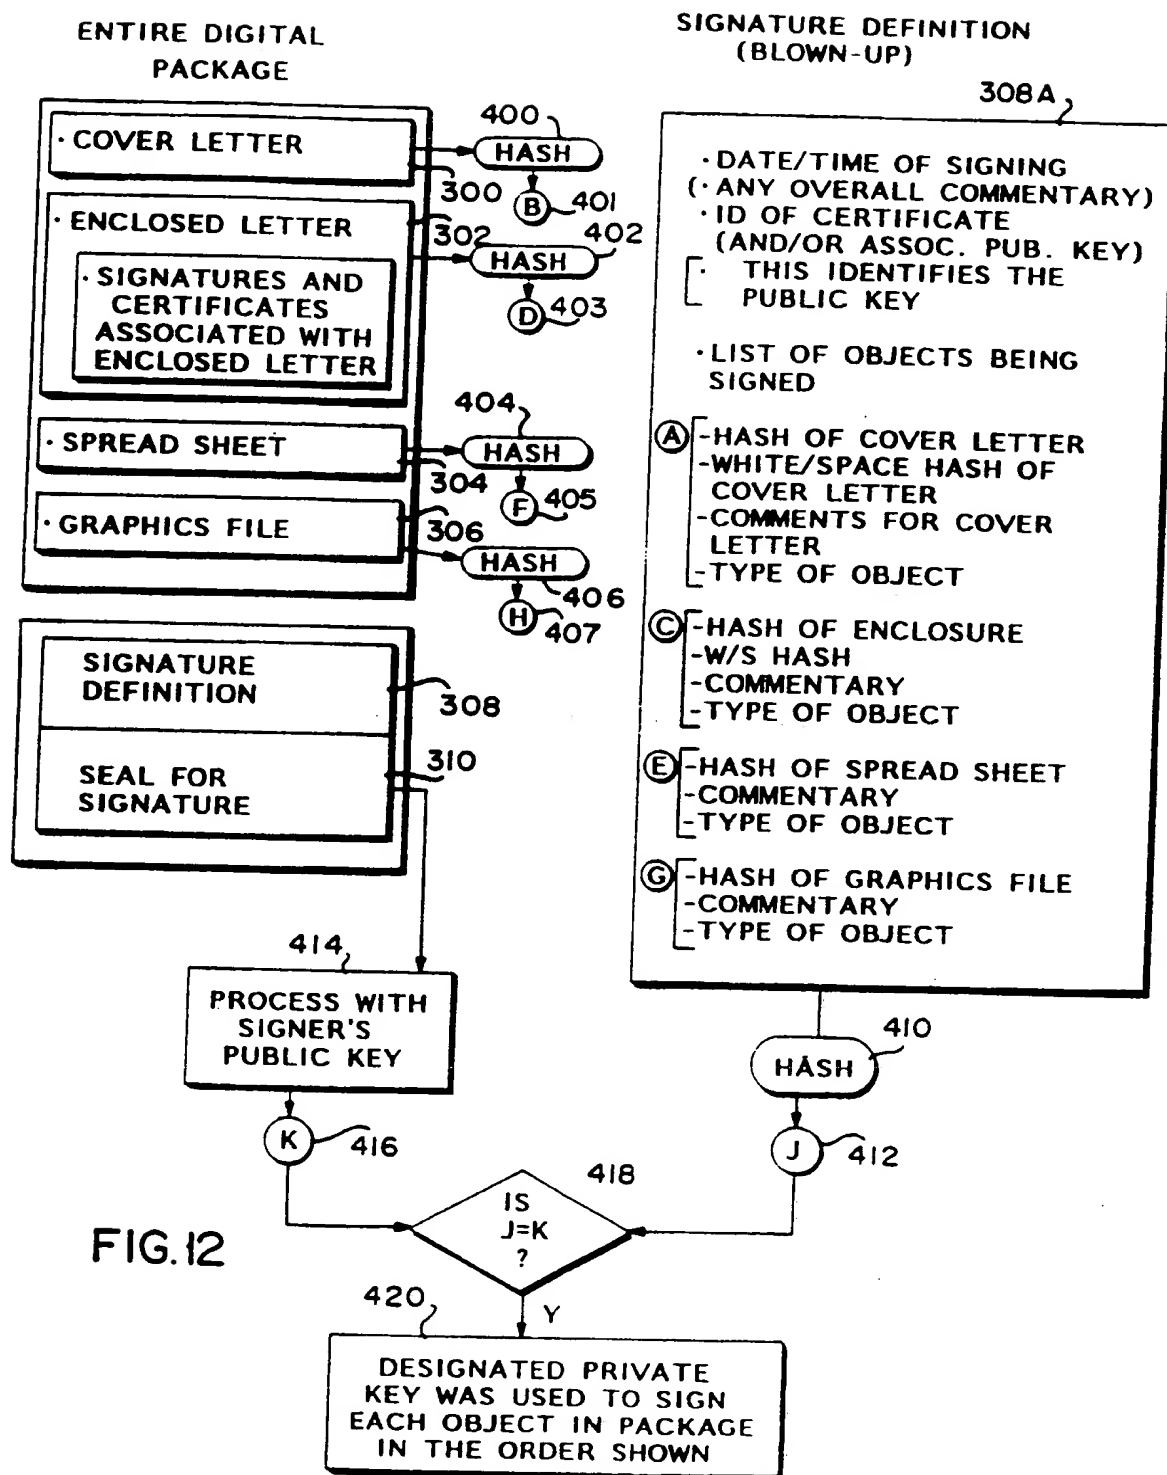 ENTIRE DIGITAL
PACKAGE
· COVER LETTER
300
400
HASH
B
401
· ENCLOSED LETTER
302
402
HASH
D
403
· SIGNATURES AND
CERTIFICATES
ASSOCIATED WITH
ENCLOSED LETTER
· SPREAD SHEET
304
404
HASH
F
405
· GRAPHICS FILE
306
HASH
406
H
407
SIGNATURE
DEFINITION
308
SEAL FOR
SIGNATURE
310
SIGNATURE DEFINITION
(BLOWN-UP)
308A
· DATE/TIME OF SIGNING
(· ANY OVERALL COMMENTARY)
· ID OF CERTIFICATE
(AND/OR ASSOC. PUB. KEY)
· THIS IDENTIFIES THE
PUBLIC KEY
· LIST OF OBJECTS BEING
SIGNED
A
-HASH OF COVER LETTER
-WHITE/SPACE HASH OF
COVER LETTER
-COMMENTS FOR COVER
LETTER
-TYPE OF OBJECT
C
-HASH OF ENCLOSURE
-W/S HASH
-COMMENTARY
-TYPE OF OBJECT
E
-HASH OF SPREAD SHEET
-COMMENTARY
-TYPE OF OBJECT
G
-HASH OF GRAPHICS FILE
-COMMENTARY
-TYPE OF OBJECT
414
PROCESS WITH
SIGNER'S
PUBLIC KEY
K
416
410
HASH
J
412
418
IS
J=K
?
Y
FIG. 12
420
DESIGNATED PRIVATE
KEY WAS USED TO SIGN
EACH OBJECT IN PACKAGE
IN THE ORDER SHOWN